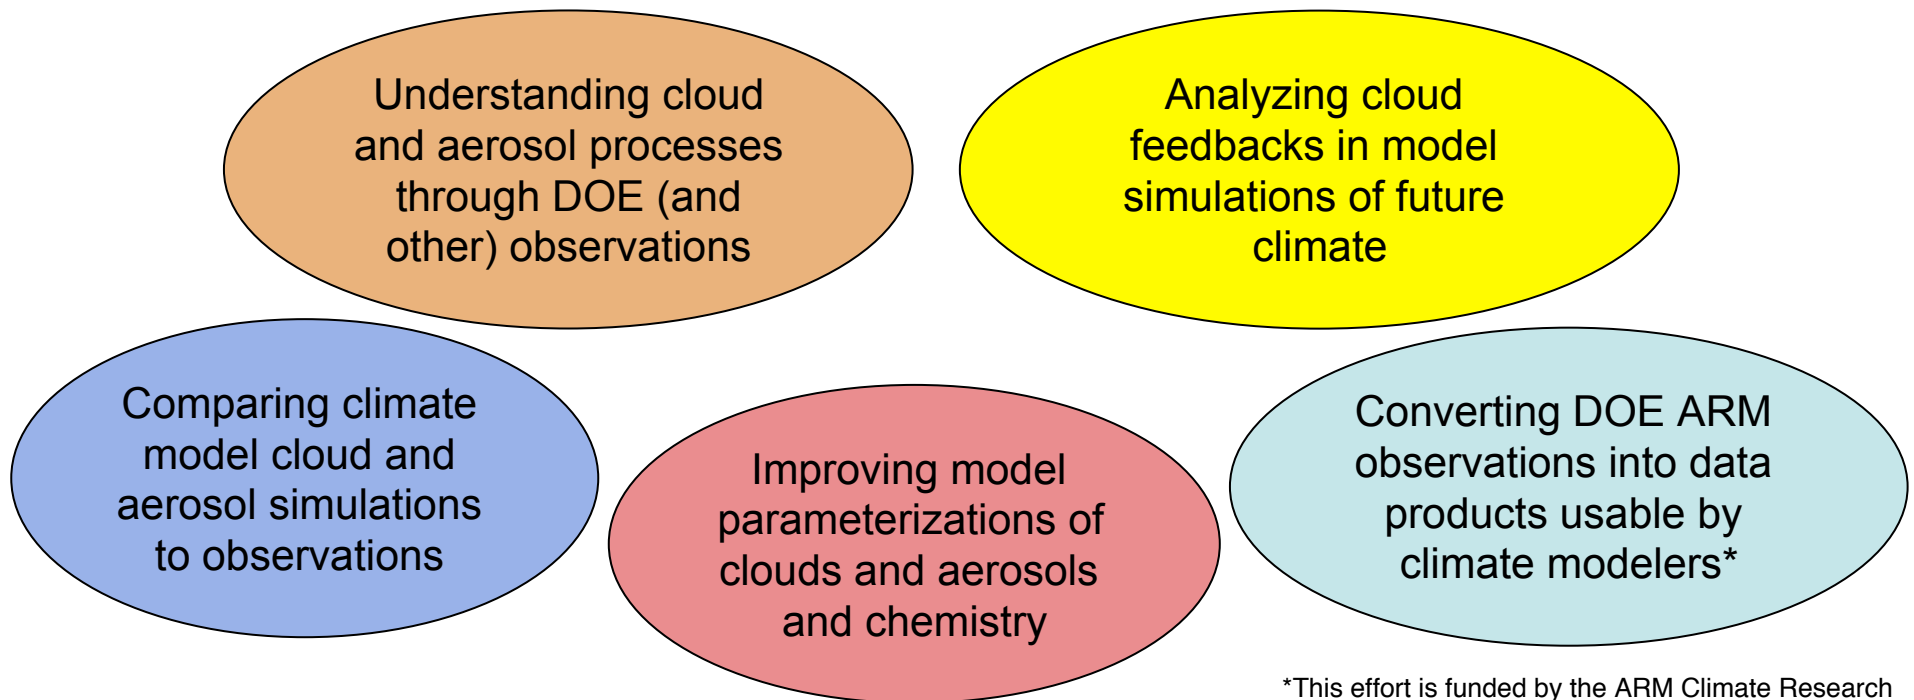 Understanding cloud
and aerosol processes
through DOE (and
other) observations
Analyzing cloud
feedbacks in model
simulations of future
climate
Comparing climate
model cloud and
aerosol simulations
to observations
Improving model
parameterizations of
clouds and aerosols
and chemistry
Converting DOE ARM
observations into data
products usable by
climate modelers*
*This effort is funded by the ARM Climate Research